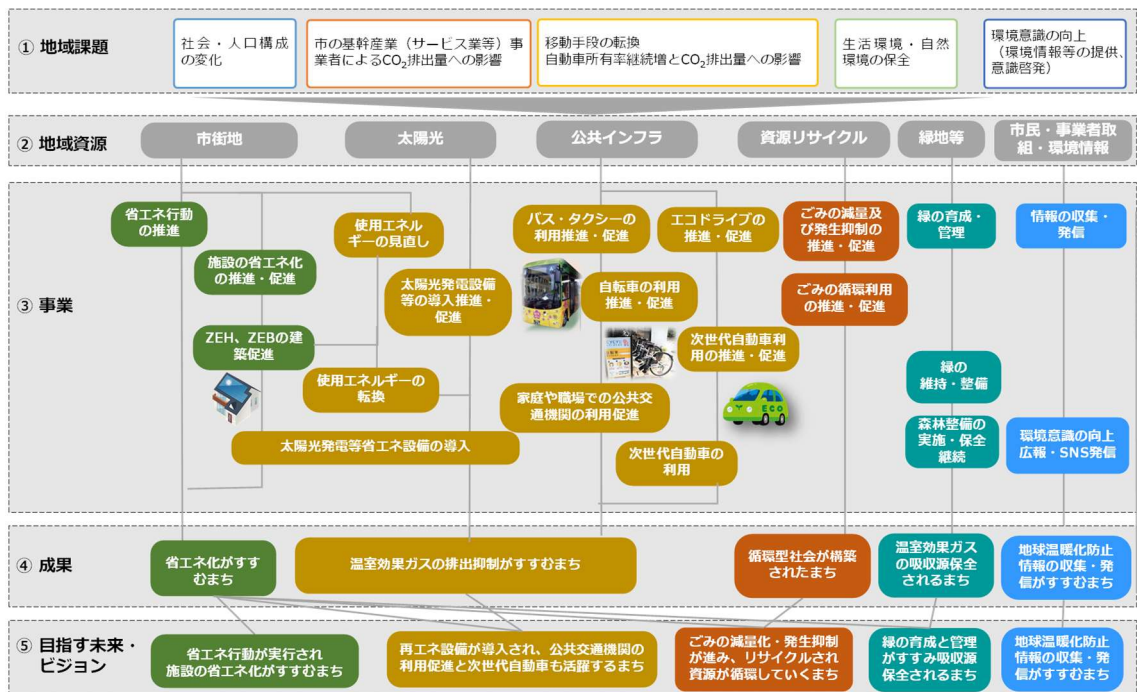 ① 地域課題
社会・人口構成
の変化
市の基幹産業（サービス業等）事
業者によるCO2排出量への影響
移動手段の転換
自動車所有率継続増とCO2排出量への影響
生活環境・自然
環境の保全
環境意識の向上
（環境情報等の提供、
意識啓発）
② 地域資源
市街地
太陽光
公共インフラ
資源リサイクル
緑地等
市民・事業者取
組・環境情報
③ 事業
省エネ行動
の推進
施設の省エネ化
の推進・促進
ZEH、ZEBの建
築促進
使用エネル
ギーの見直し
太陽光発電設備
等の導入推進・
促進
使用エネルギーの
転換
太陽光発電等省エネ設備の導入
バス・タクシーの
利用推進・促進
エコドライブの
推進・促進
自転車の利用
推進・促進
次世代自動車利
用の推進・促進
ECO
家庭や職場での公共交
通機関の利用促進
次世代自動車の
利用
ごみの減量及
び発生抑制の
推進・促進
ごみの循環利用
の推進・促進
緑の育成・
管理
緑の
維持・整備
森林整備の
実施・保全
継続
情報の収集・
発信
環境意識の向上
広報・SNS発信
④ 成果
省エネ化がすす
むまち
温室効果ガスの排出抑制がすすむまち
循環型社会が構築
されたまち
温室効果ガス
の吸収源保全
されるまち
地球温暖化防止
情報の収集・発
信がすすむまち
⑤ 目指す未来・
ビジョン
省エネ行動が実行され
施設の省エネ化がすすむまち
再エネ設備が導入され、公共交通機関の
利用促進と次世代自動車も活躍するまち
ごみの減量化・発生抑制
が進み、リサイクルされ
資源が循環していくまち
緑の育成と管理
がすすみ吸収源
保全されるまち
地球温暖化防止
情報の収集・発
信がすすむまち